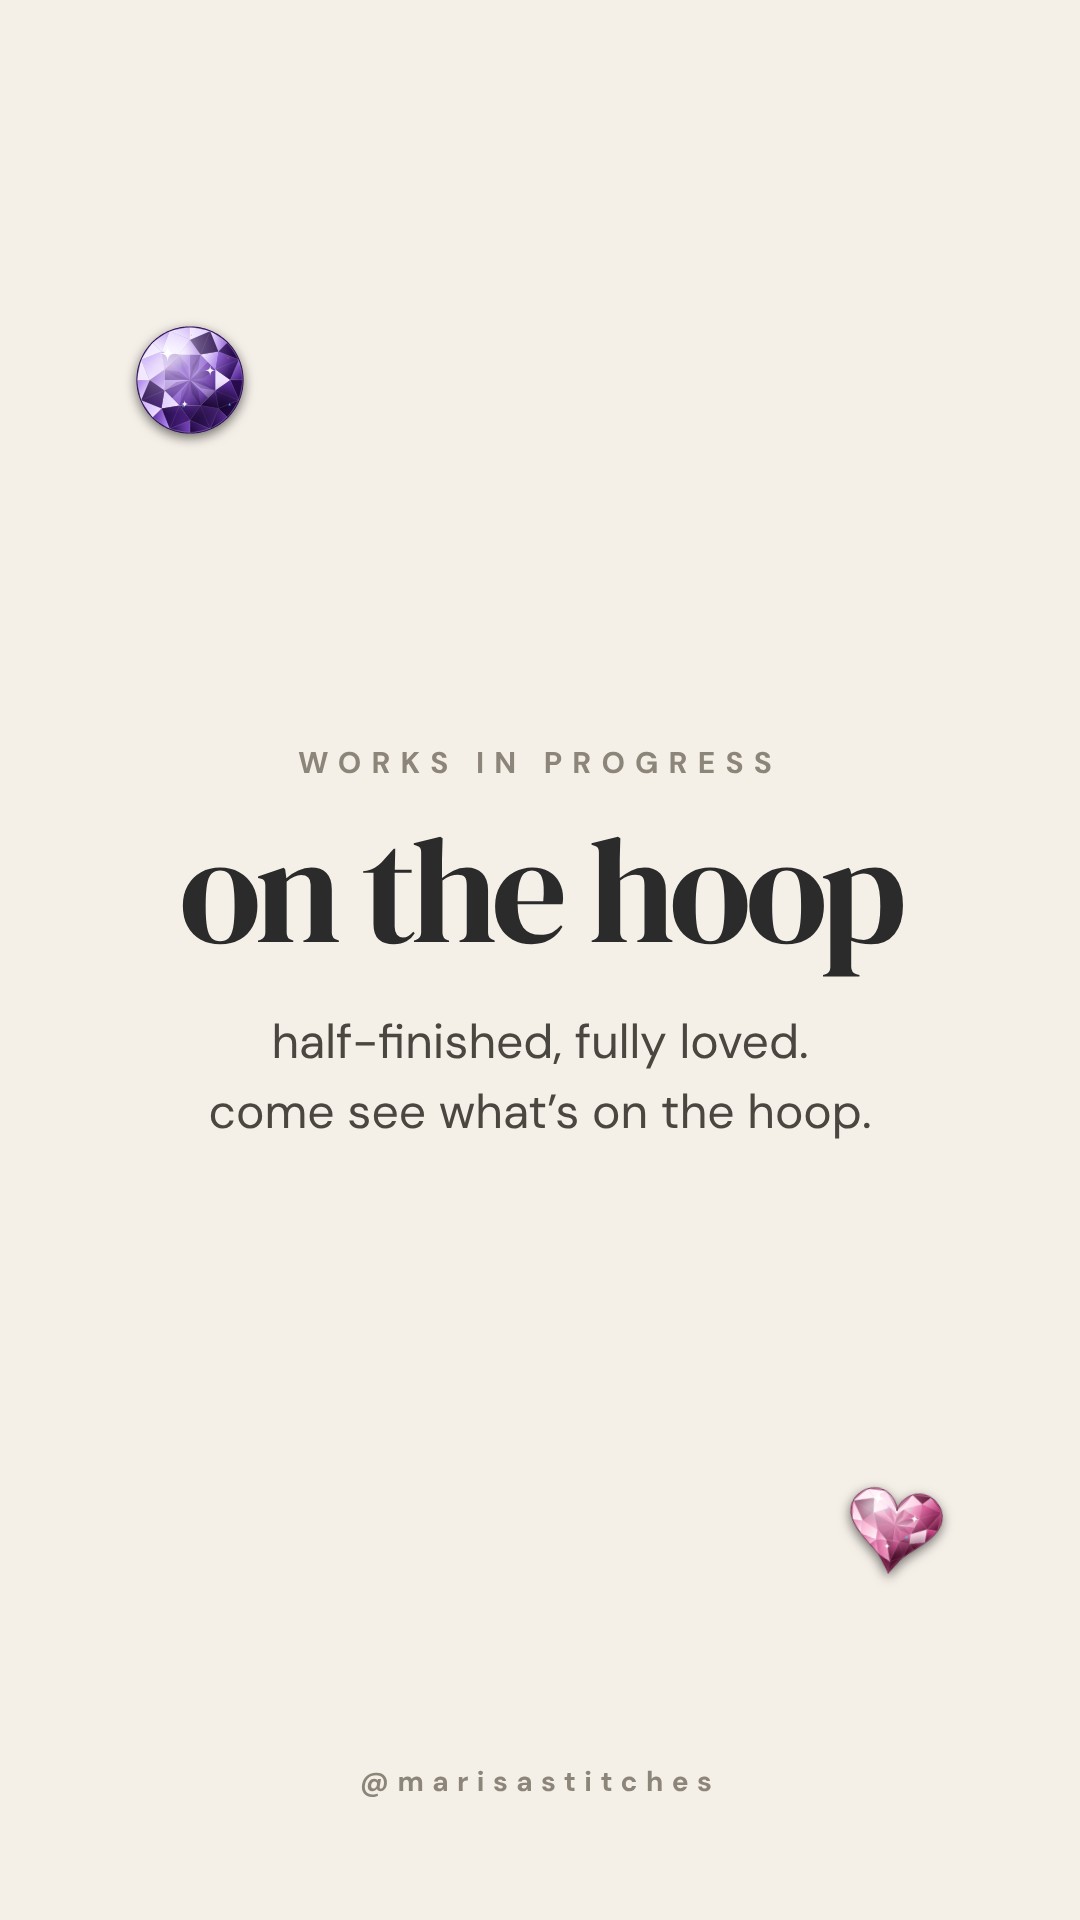 WORKS IN PROGRESS
on the hoop
half-finished, fully loved.
come see what’s on the hoop.
@marisastitches